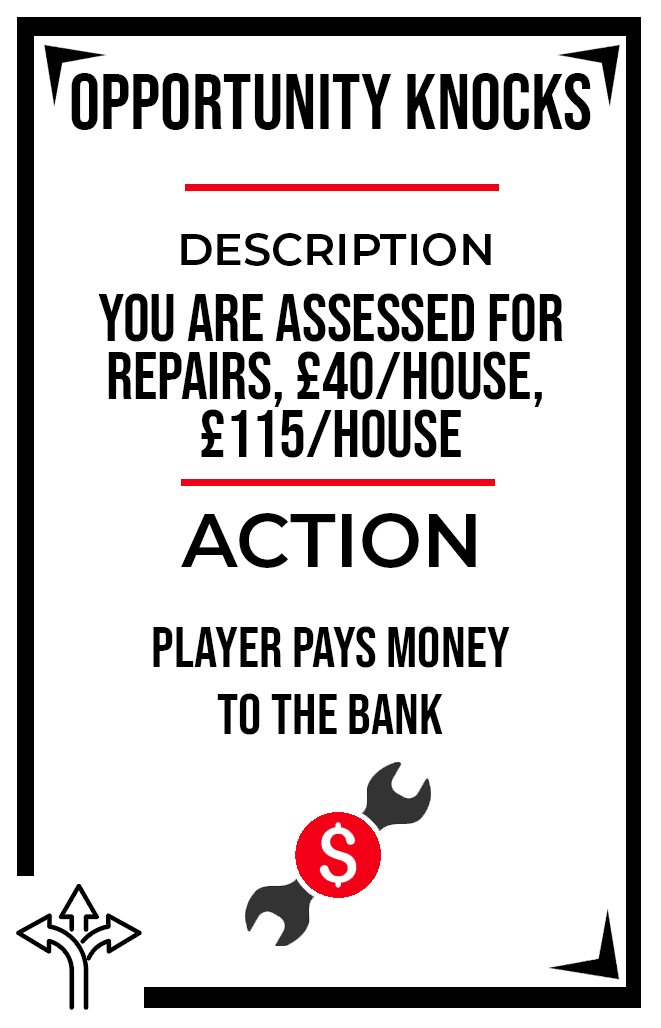 OPPORTUNITY KNOCKS
DESCRIPTION
YOU ARE ASSESSED FOR
REPAIRS, £40/HOUSE,
£115/HOUSE
ACTION
PLAYER PAYS MONEY
TO THE BANK
$